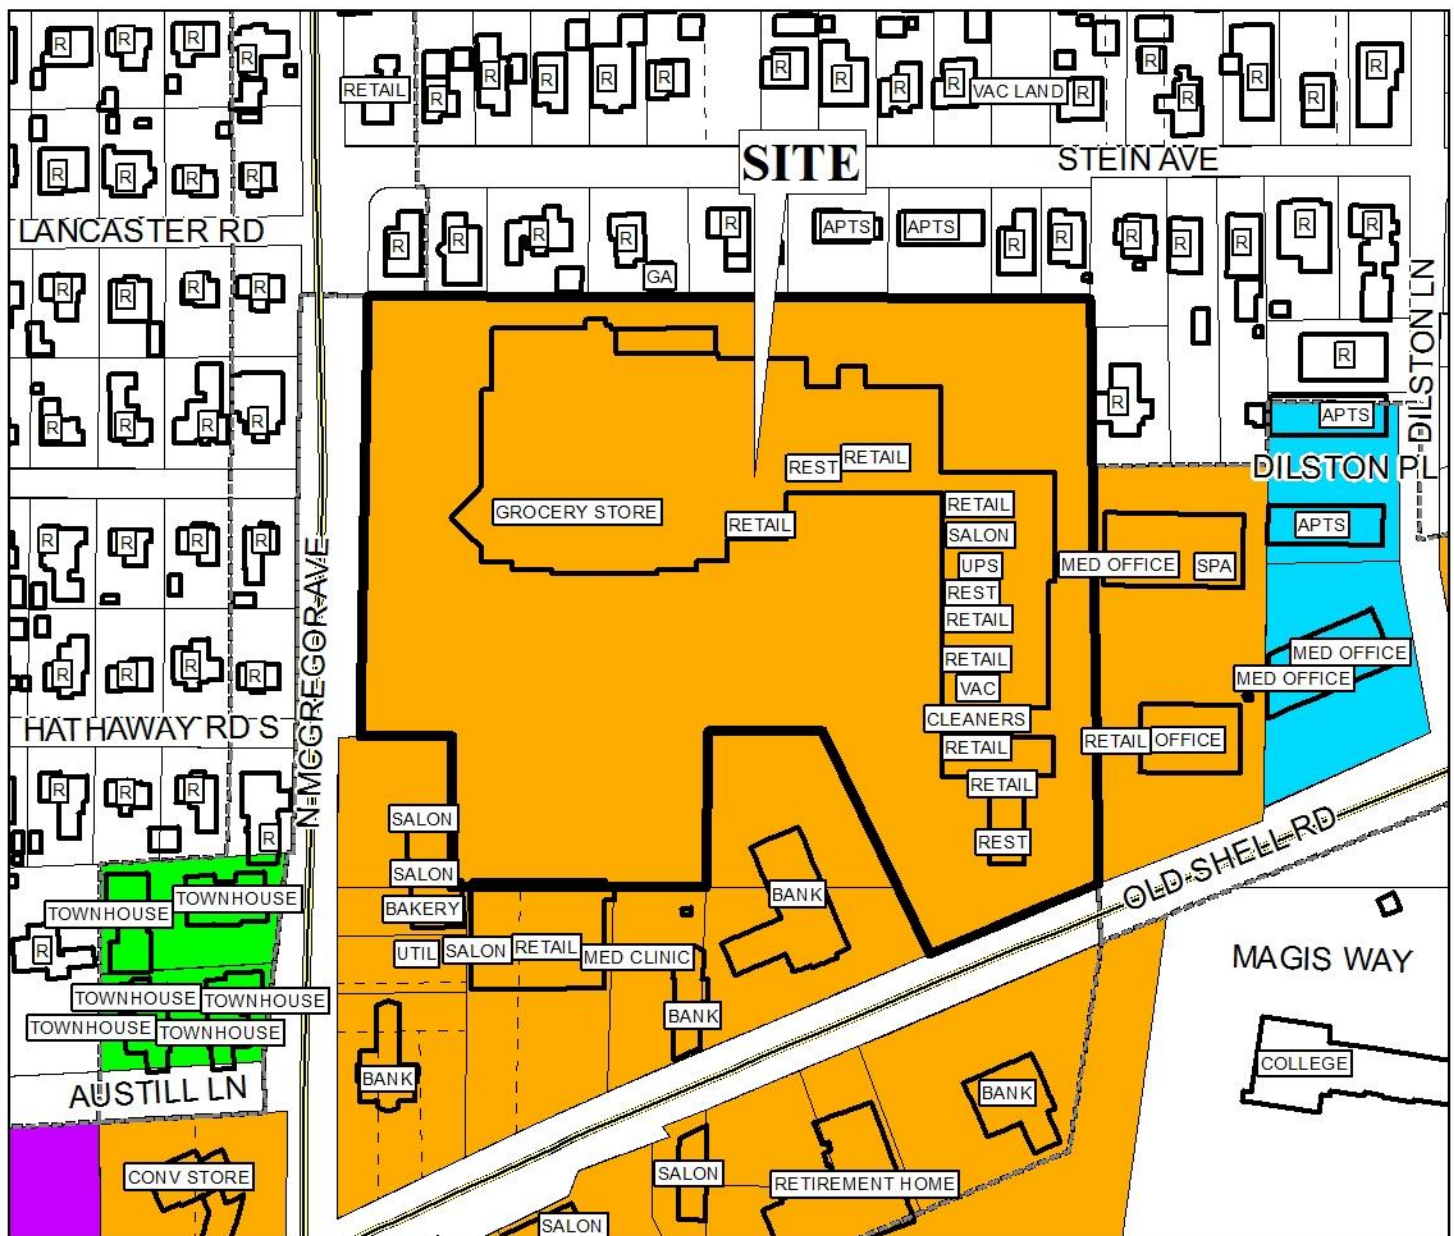 R R R R R R R R R R R R R R R R R R
RETAIL R VAC LAND R R R
SITE
STEIN AVE
R R R R
LANCASTER RD
R R R R R APTS APTS R R R R R R R
GA
DILSTON LN
R R R R
R
R R R R
R
APTS
REST RETAIL
DILSTON PL
GROCERY STORE
RETAIL
RETAIL
APTS
R R R R
SALON
UPS
MED OFFICE SPA
REST
RETAIL
N MCGREGOR AVE
R R R R
RETAIL
MED OFFICE
MED OFFICE
VAC
HATHAWAY RD S
CLEANERS
RETAIL
RETAIL OFFICE
RETAIL
R R R
SALON
R
REST
OLD SHELL RD
SALON
TOWNHOUSE
TOWNHOUSE
BAKERY
BANK
R
UTIL SALON RETAIL MED CLINIC
MAGIS WAY
TOWNHOUSE TOWNHOUSE
TOWNHOUSE TOWNHOUSE
BANK
COLLEGE
AUSTILL LN
BANK
BANK
CONV STORE
SALON
RETIREMENT HOME
SALON